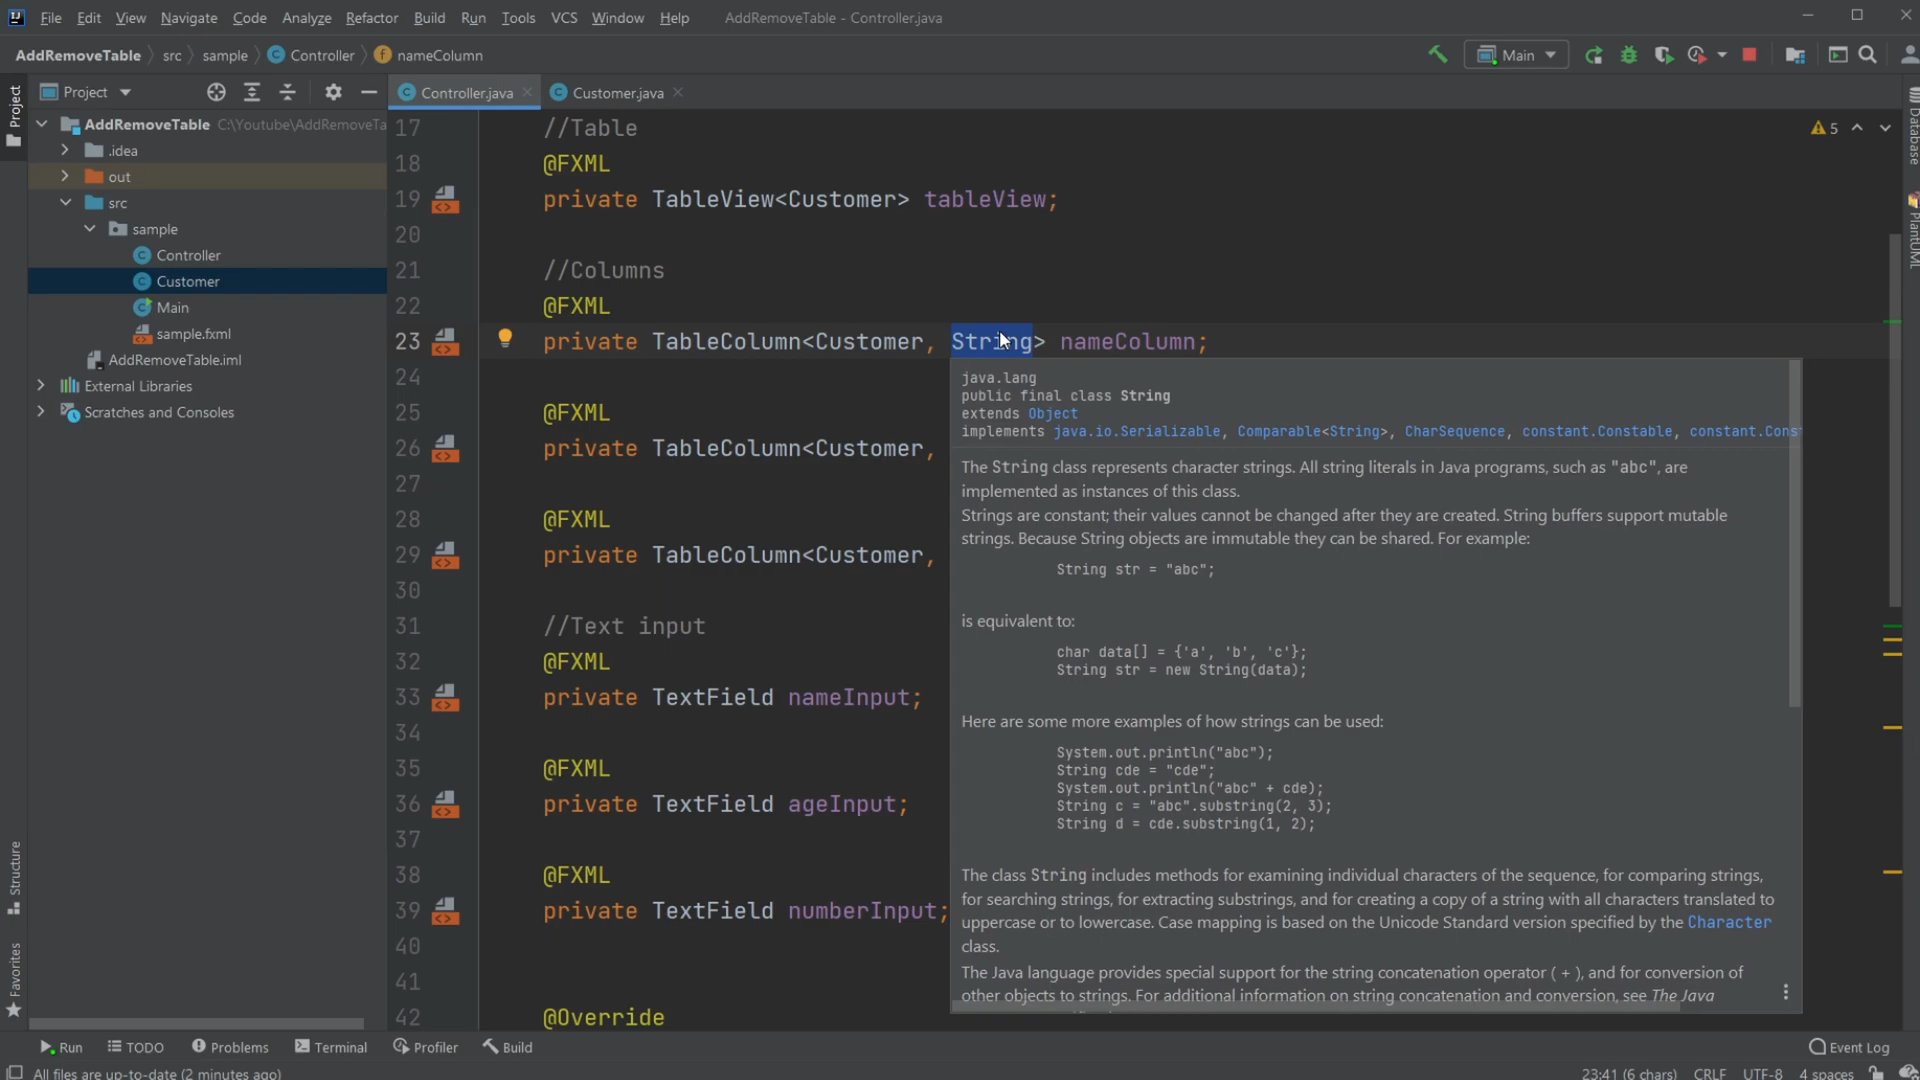 File Edit View Navigate Code Analyze Refactor Build Run Tools VCS Window Help AddRemoveTable - Controller.java
AddRemoveTable src sample Controller nameColumn
Main
Project
Controller.java
Customer.java
AddRemoveTable C:\Youtube\AddRemoveTa
.idea
out
src
sample
Controller
Customer
Main
sample.fxml
AddRemoveTable.iml
External Libraries
Scratches and Consoles
Project
Structure
Favorites
17 //Table
18 @FXML
19 private TableView<Customer> tableView;
20
21 //Columns
22 @FXML
23 private TableColumn<Customer, String> nameColumn;
24
25 @FXML
26 private TableColumn<Customer,
27
28 @FXML
29 private TableColumn<Customer,
30
31 //Text input
32 @FXML
33 private TextField nameInput;
34
35 @FXML
36 private TextField ageInput;
37
38 @FXML
39 private TextField numberInput;
40
41
42 @Override
5
java.lang
public final class String
extends Object
implements java.io.Serializable, Comparable<String>, CharSequence, constant.Constable, constant.Cons
The String class represents character strings. All string literals in Java programs, such as "abc", are
implemented as instances of this class.
Strings are constant; their values cannot be changed after they are created. String buffers support mutable
strings. Because String objects are immutable they can be shared. For example:
String str = "abc";
is equivalent to:
char data[] = {'a', 'b', 'c'};
String str = new String(data);
Here are some more examples of how strings can be used:
System.out.println("abc");
String cde = "cde";
System.out.println("abc" + cde);
String c = "abc".substring(2, 3);
String d = cde.substring(1, 2);
The class String includes methods for examining individual characters of the sequence, for comparing strings,
for searching strings, for extracting substrings, and for creating a copy of a string with all characters translated to
uppercase or to lowercase. Case mapping is based on the Unicode Standard version specified by the Character
class.
The Java language provides special support for the string concatenation operator ( + ), and for conversion of
other objects to strings. For additional information on string concatenation and conversion, see The Java
Database
PlantUML
Run TODO Problems Terminal Profiler Build Event Log
All files are up-to-date (2 minutes ago) 23:41 (6 chars) CRLF UTF-8 4 spaces